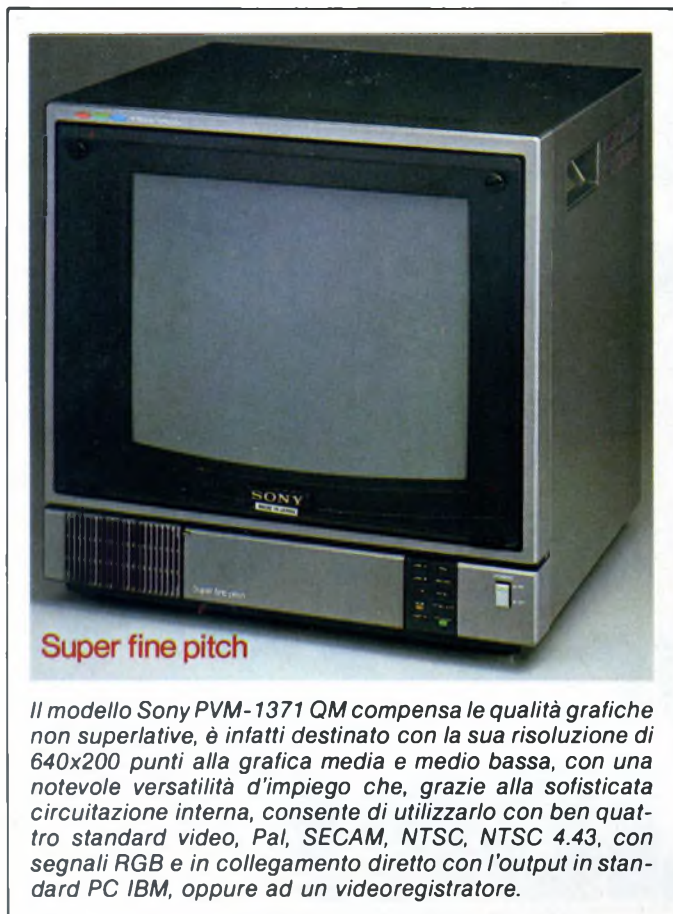 SONY
MADE IN JAPAN
Super fine pitch
Super fine pitch
Il modello Sony PVM-1371 QM compensa le qualità grafiche
non superlative, è infatti destinato con la sua risoluzione di
640x200 punti alla grafica media e medio bassa, con una
notevole versatilità d'impiego che, grazie alla sofisticata
circuitazione interna, consente di utilizzarlo con ben quat-
tro standard video, Pal, SECAM, NTSC, NTSC 4.43, con
segnali RGB e in collegamento diretto con l'output in stan-
dard PC IBM, oppure ad un videoregistratore.